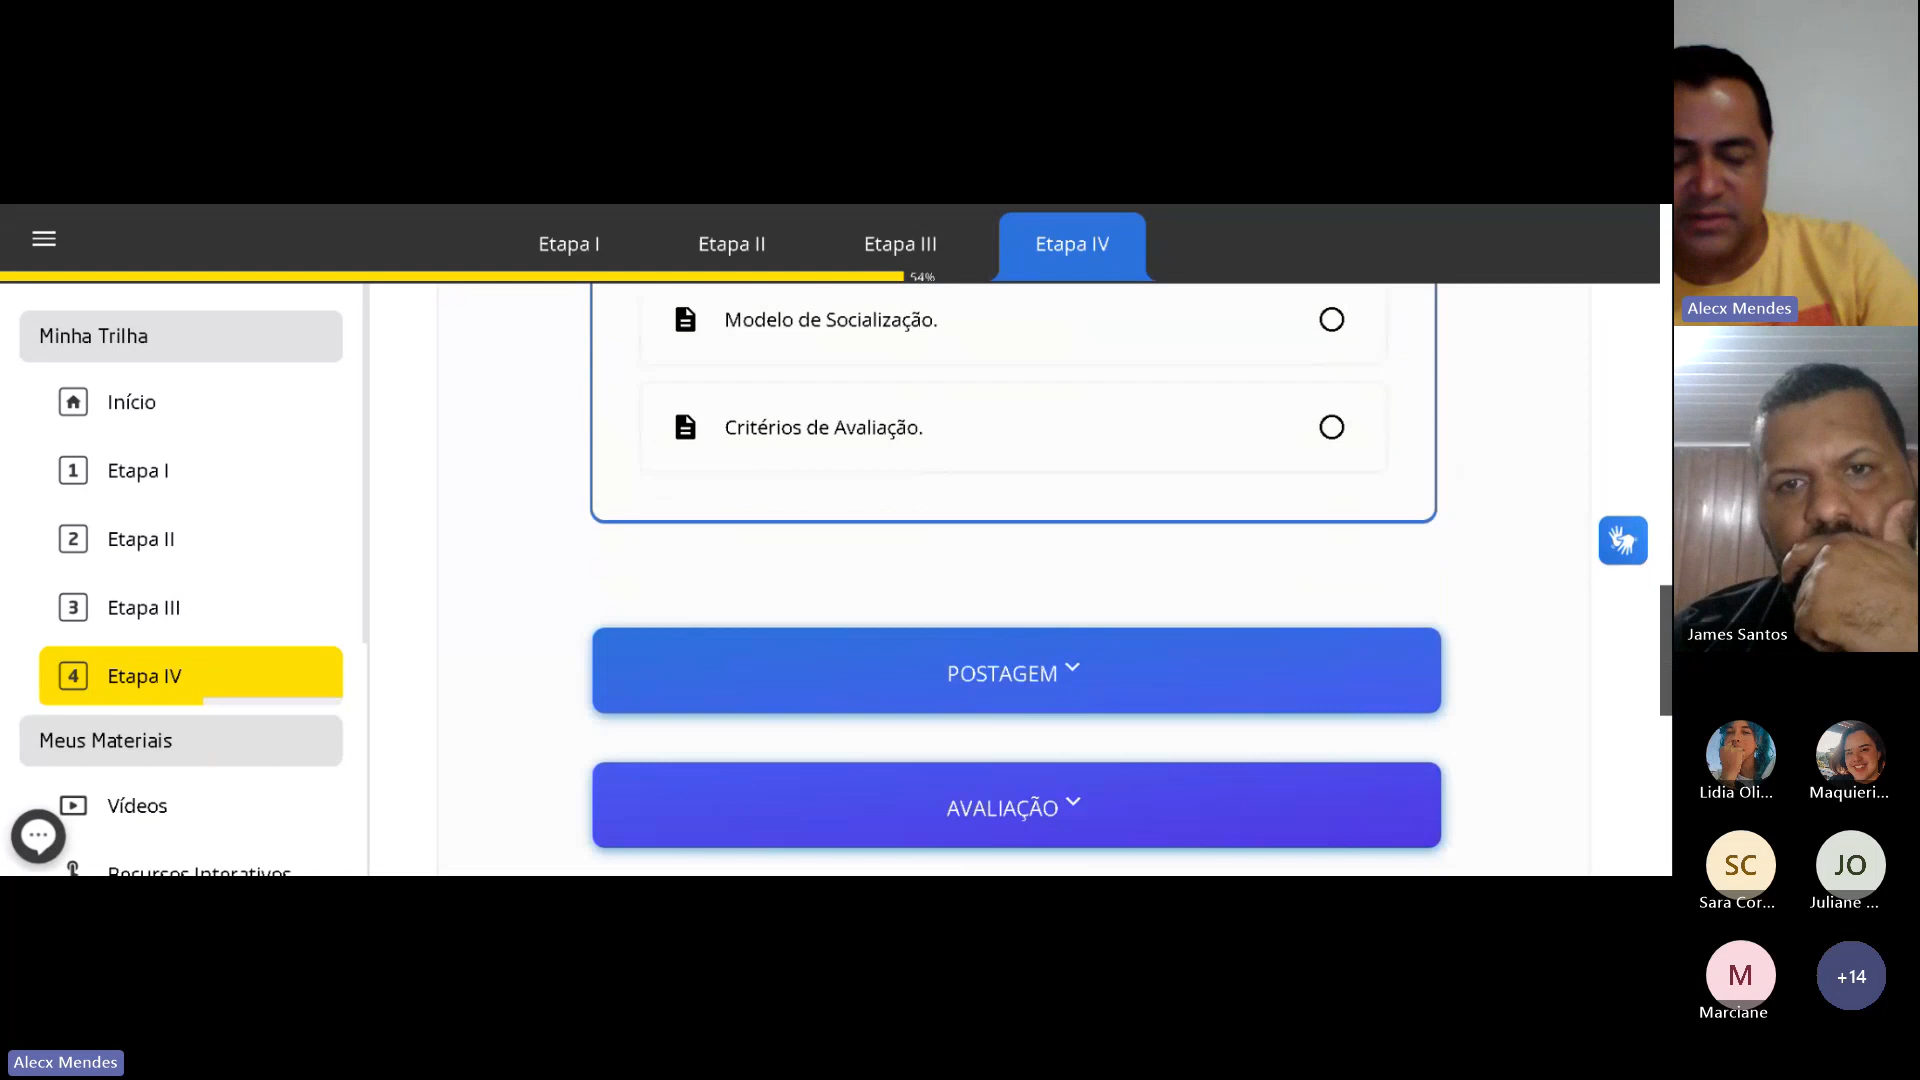 Etapa I
Etapa II
Etapa III
Etapa IV
54%
Minha Trilha
Início
1 Etapa I
2 Etapa II
3 Etapa III
4 Etapa IV
Meus Materiais
Vídeos
Recursos Interativos
Modelo de Socialização.
Critérios de Avaliação.
POSTAGEM
AVALIAÇÃO
Alecx Mendes
James Santos
Lidia Oli...
Maquieri...
SC
Sara Cor...
JO
Juliane ...
M
Marciane
+14
Alecx Mendes